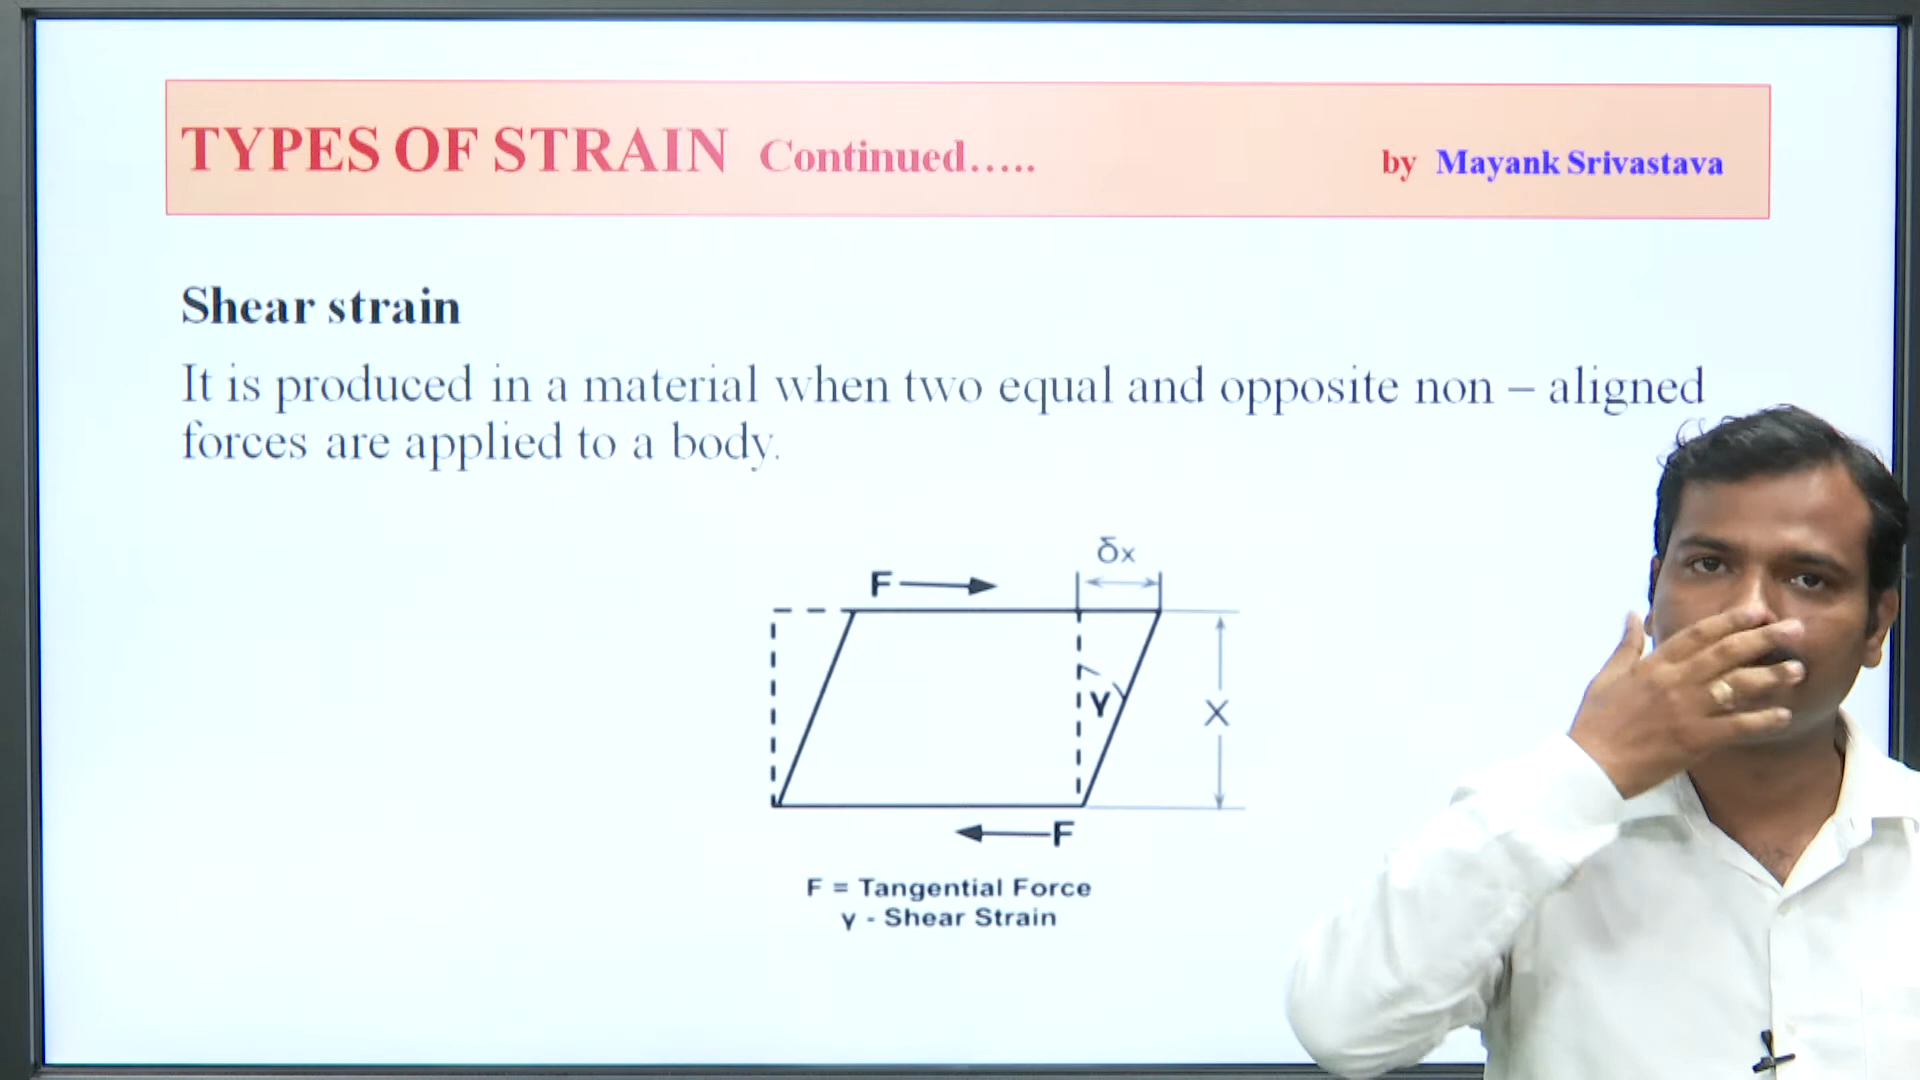 TYPES OF STRAIN Continued..... by Mayank Srivastava
Shear strain
It is produced in a material when two equal and opposite non – aligned
forces are applied to a body.
δx
F
γ
X
F
F = Tangential Force
γ - Shear Strain